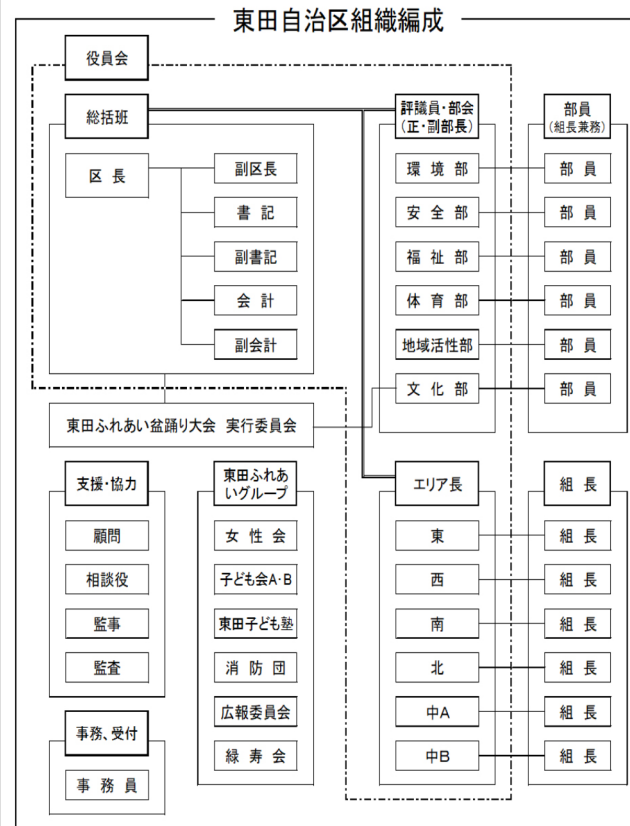 東田自治区組織編成
役員会
総括班
区長
副区長
書記
副書記
会計
副会計
評議員・部会
(正・副部長)
環境部
安全部
福祉部
体育部
地域活性部
文化部
部員
(組長兼務)
部員
部員
部員
部員
部員
部員
東田ふれあい盆踊り大会 実行委員会
支援・協力
顧問
相談役
監事
監査
事務、受付
事務員
東田ふれあ
いグループ
女性会
子ども会A・B
東田子ども塾
消防団
広報委員会
緑寿会
エリア長
東
西
南
北
中A
中B
組長
組長
組長
組長
組長
組長
組長